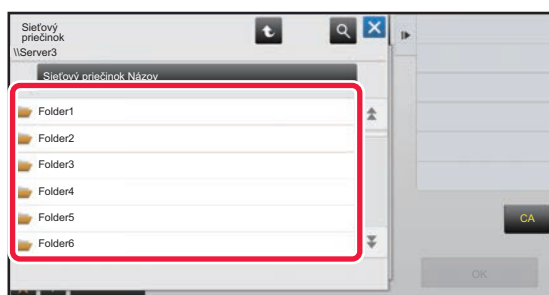 Sieťový
priečinok
\\Server3
Sieťový priečinok Názov
Folder1
Folder2
Folder3
Folder4
Folder5
Folder6
CA
OK